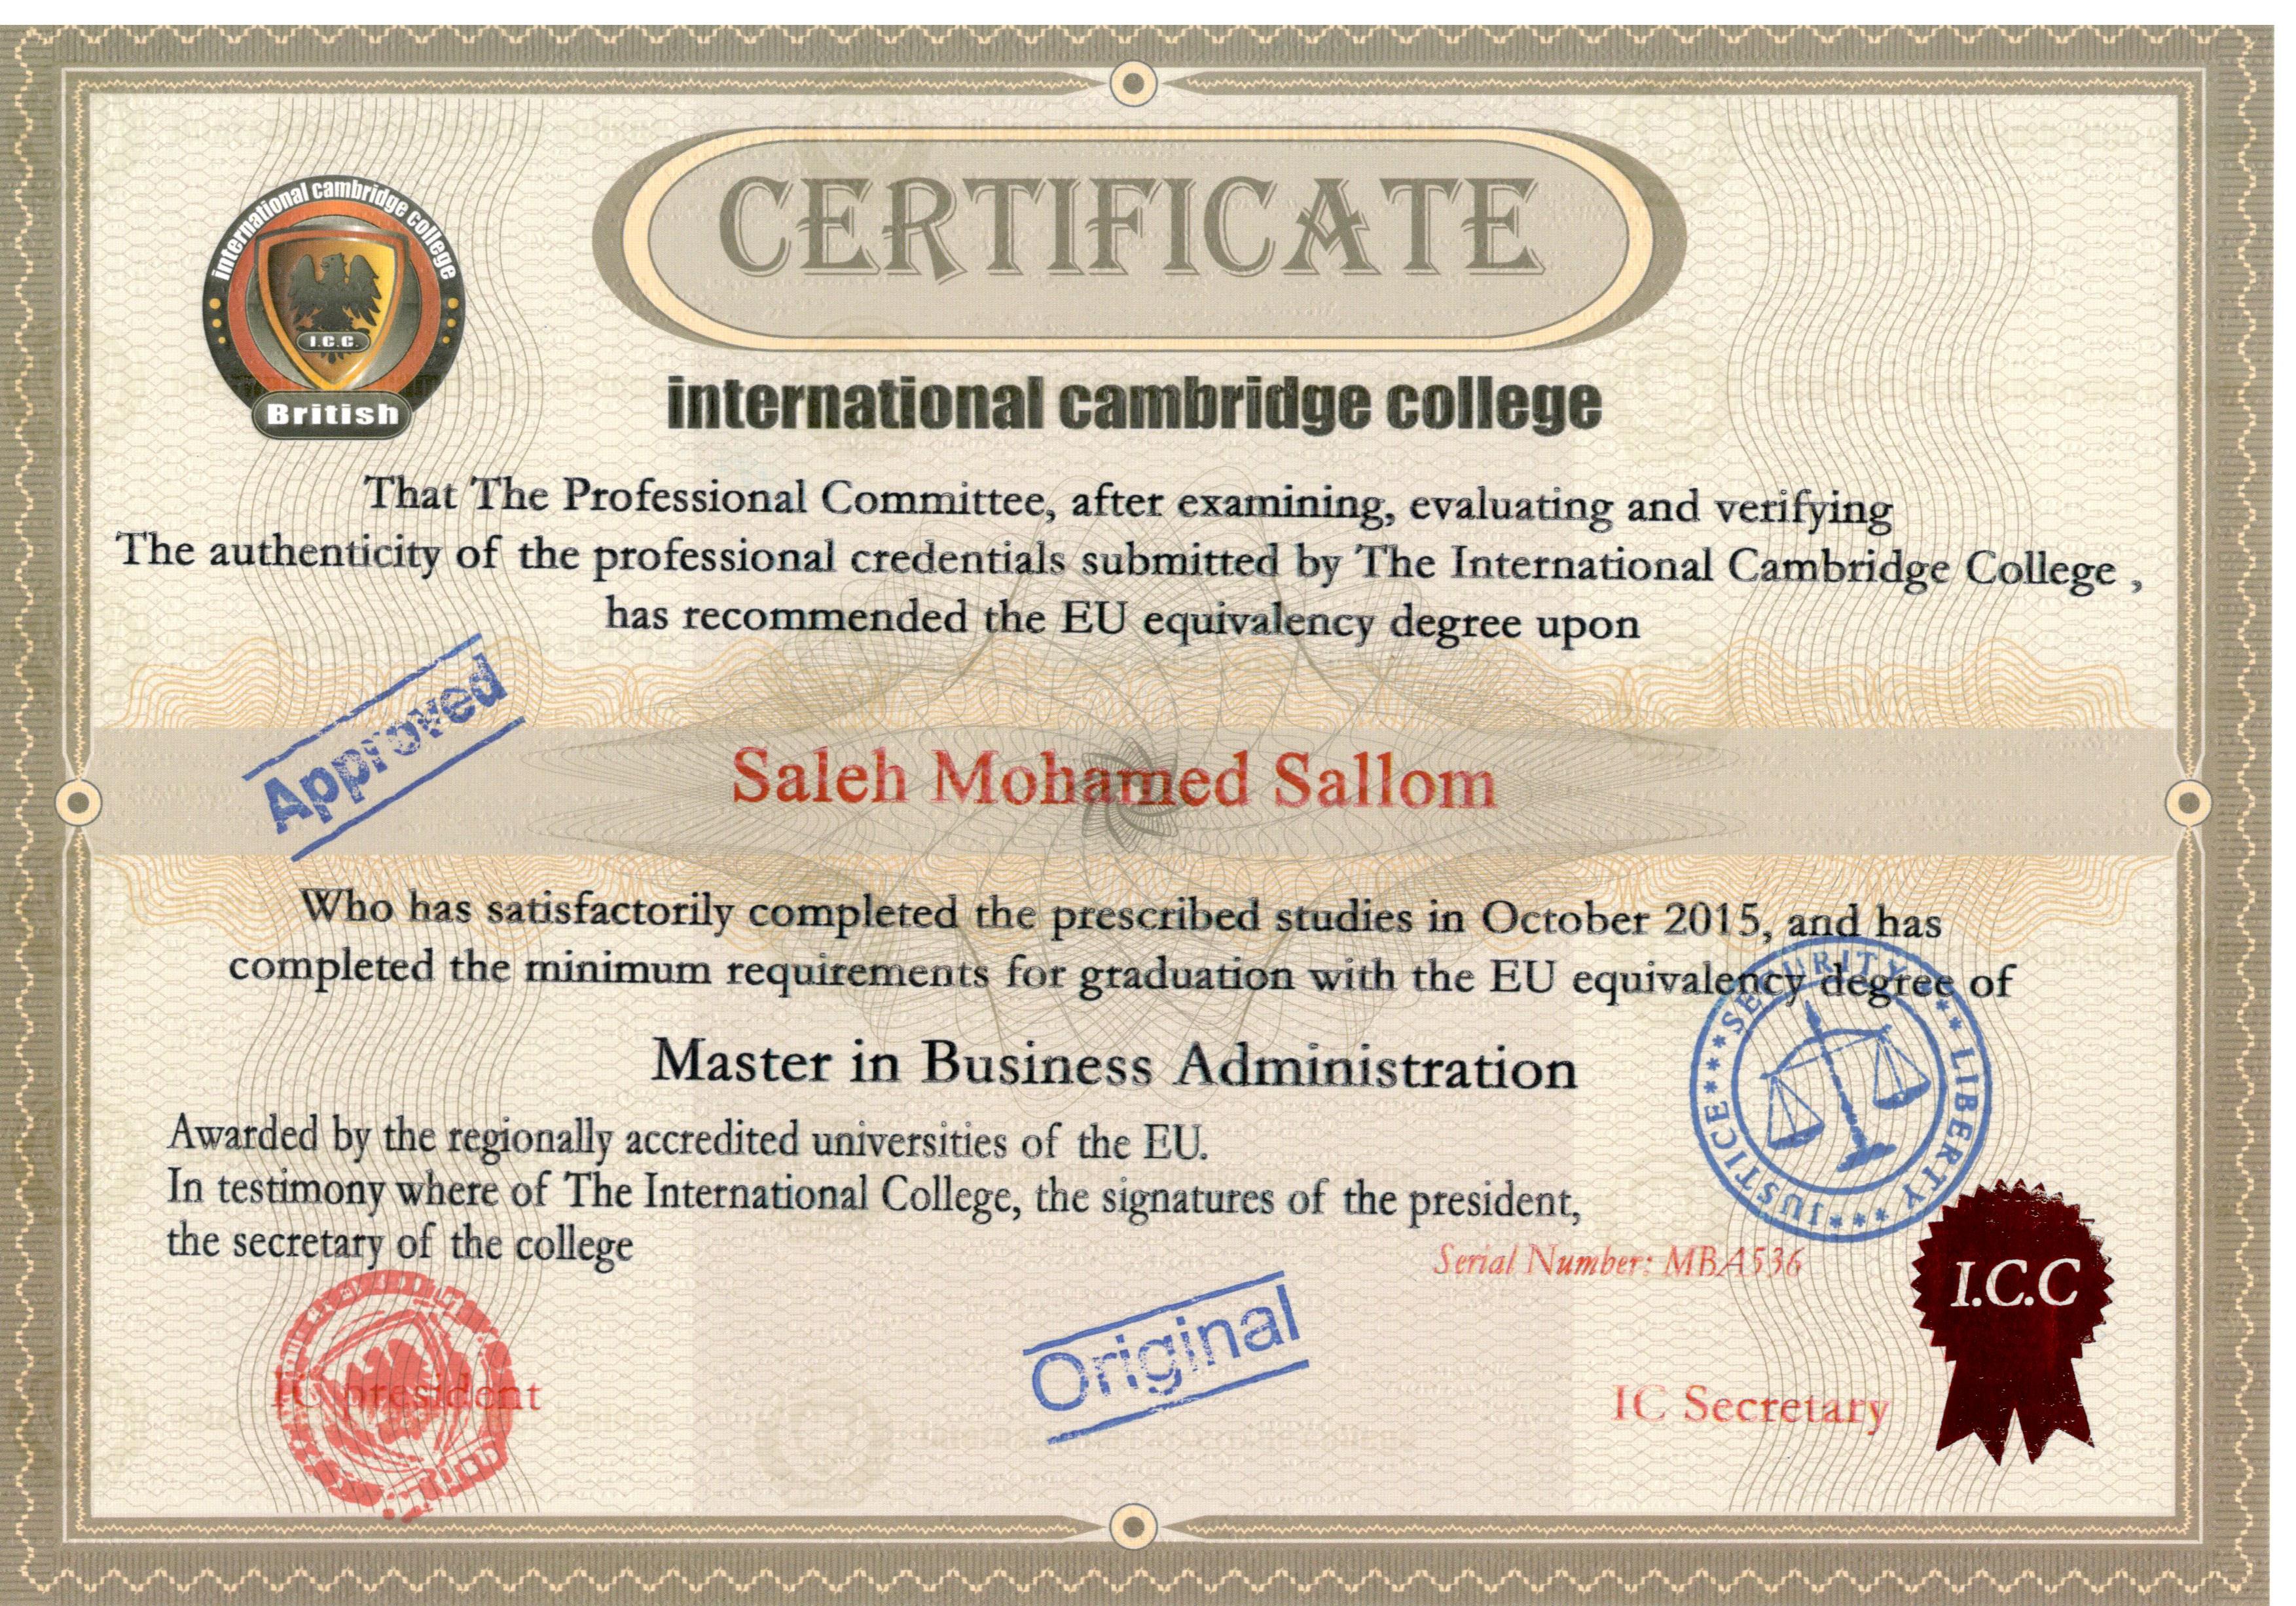 CERTIFICATE
international cambridge college
I.C.C.
British
international cambridge college
That The Professional Committee, after examining, evaluating and verifying
The authenticity of the professional credentials submitted by The International Cambridge College ,
has recommended the EU equivalency degree upon
Approved
Saleh Mohamed Sallom
Who has satisfactorily completed the prescribed studies in October 2015, and has
completed the minimum requirements for graduation with the EU equivalency degree of
Master in Business Administration
SECURITY *** LIBERTY *** JUSTICE ***
Awarded by the regionally accredited universities of the EU.
In testimony where of The International College, the signatures of the president,
the secretary of the college
Serial Number: MBA536
I.C.C
Original
IC president
IC Secretary